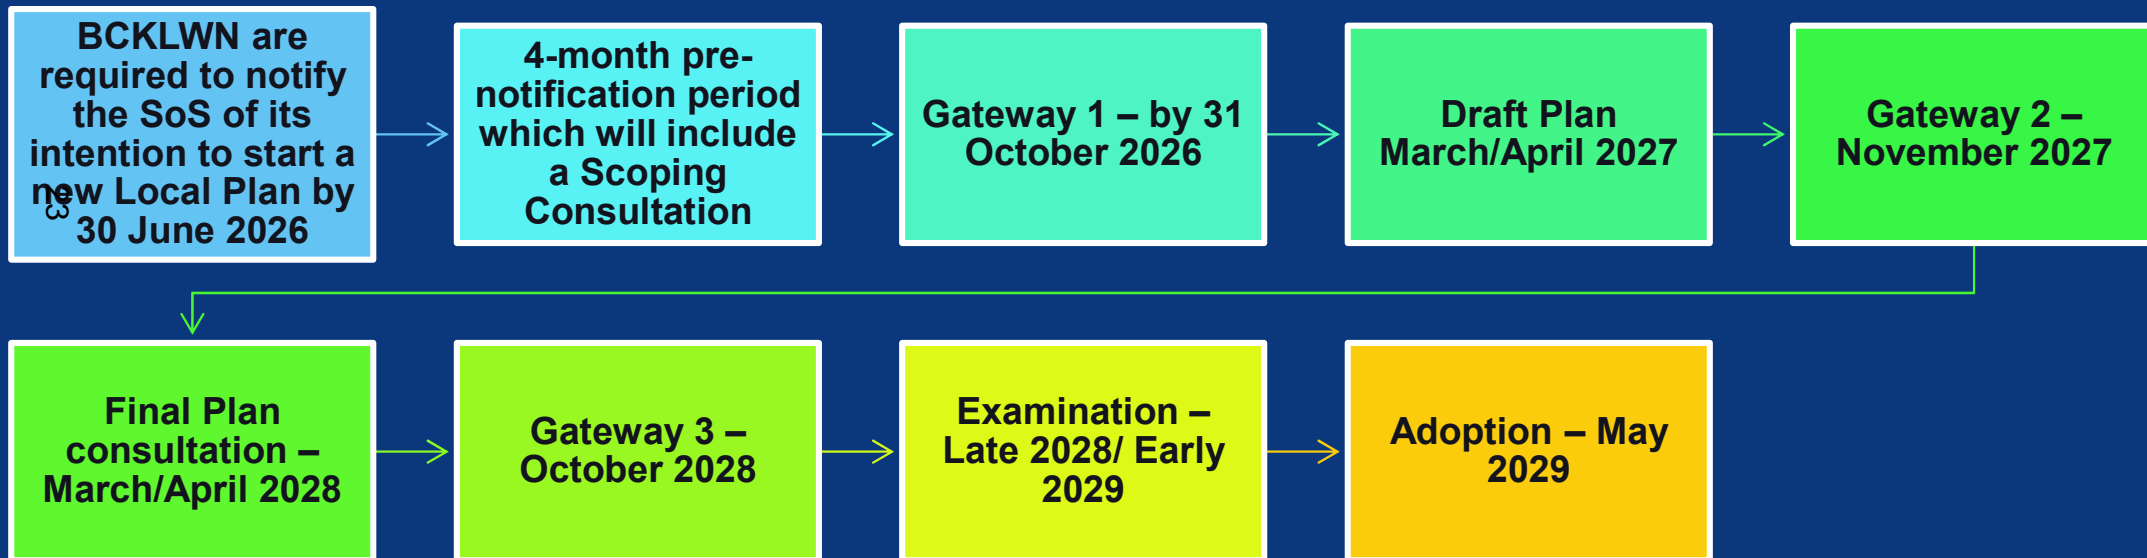 BCKLWN are
required to notify
the SoS of its
intention to start a
new Local Plan by
30 June 2026
4-month pre-
notification period
which will include
a Scoping
Consultation
Gateway 1 – by 31
October 2026
Draft Plan
March/April 2027
Gateway 2 –
November 2027
Final Plan
consultation –
March/April 2028
Gateway 3 –
October 2028
Examination –
Late 2028/ Early
2029
Adoption – May
2029